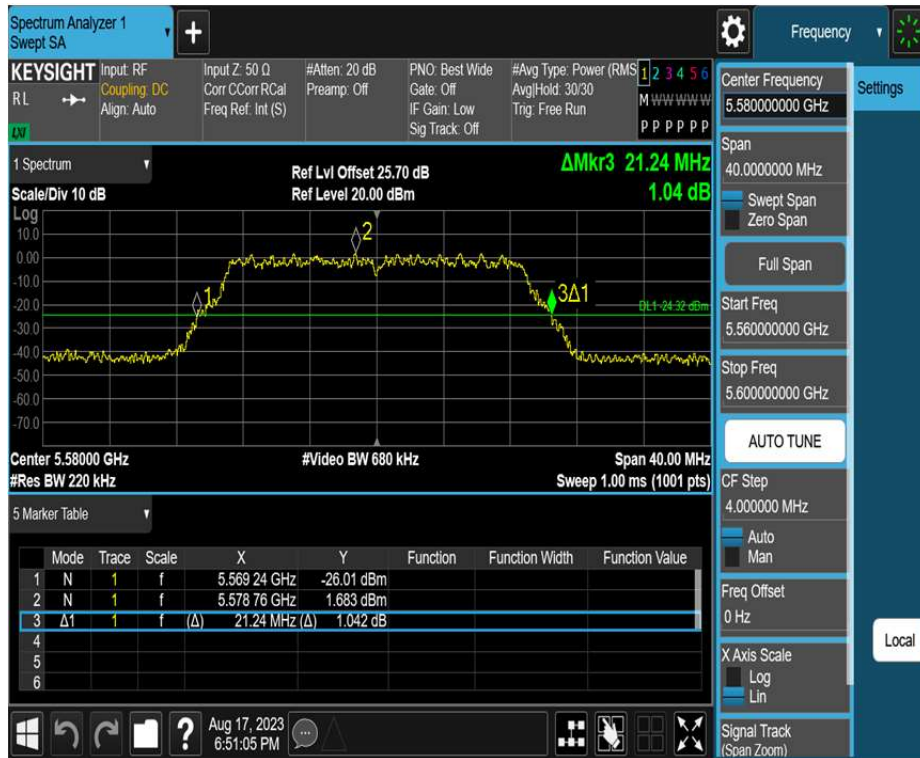 Spectrum Analyzer 1
Swept SA
+
Frequency
KEYSIGHT
RL
LXI
Input: RF
Coupling: DC
Align: Auto
Input Z: 50 Ω
Corr CCorr RCal
Freq Ref: Int (S)
#Atten: 20 dB
Preamp: Off
PNO: Best Wide
Gate: Off
IF Gain: Low
Sig Track: Off
#Avg Type: Power (RMS
Avg|Hold: 30/30
Trig: Free Run
1 2 3 4 5 6
M W W W W W
P P P P P P
1 Spectrum
Scale/Div 10 dB
Ref Lvl Offset 25.70 dB
Ref Level 20.00 dBm
ΔMkr3 21.24 MHz
1.04 dB
Log
10.0
0.00
-10.0
-20.0
-30.0
-40.0
-50.0
-60.0
-70.0
1
2
3Δ1
DL1 -24.32 dBm
Center 5.58000 GHz
#Res BW 220 kHz
#Video BW 680 kHz
Span 40.00 MHz
Sweep 1.00 ms (1001 pts)
5 Marker Table
Mode Trace Scale X Y Function Function Width Function Value
1 N 1 f 5.569 24 GHz -26.01 dBm
2 N 1 f 5.578 76 GHz 1.683 dBm
3 Δ1 1 f (Δ) 21.24 MHz (Δ) 1.042 dB
4
5
6
?
Aug 17, 2023
6:51:05 PM
Center Frequency
5.580000000 GHz
Span
40.0000000 MHz
Swept Span
Zero Span
Full Span
Start Freq
5.560000000 GHz
Stop Freq
5.600000000 GHz
AUTO TUNE
CF Step
4.000000 MHz
Auto
Man
Freq Offset
0 Hz
X Axis Scale
Log
Lin
Signal Track
(Span Zoom)
Settings
Local